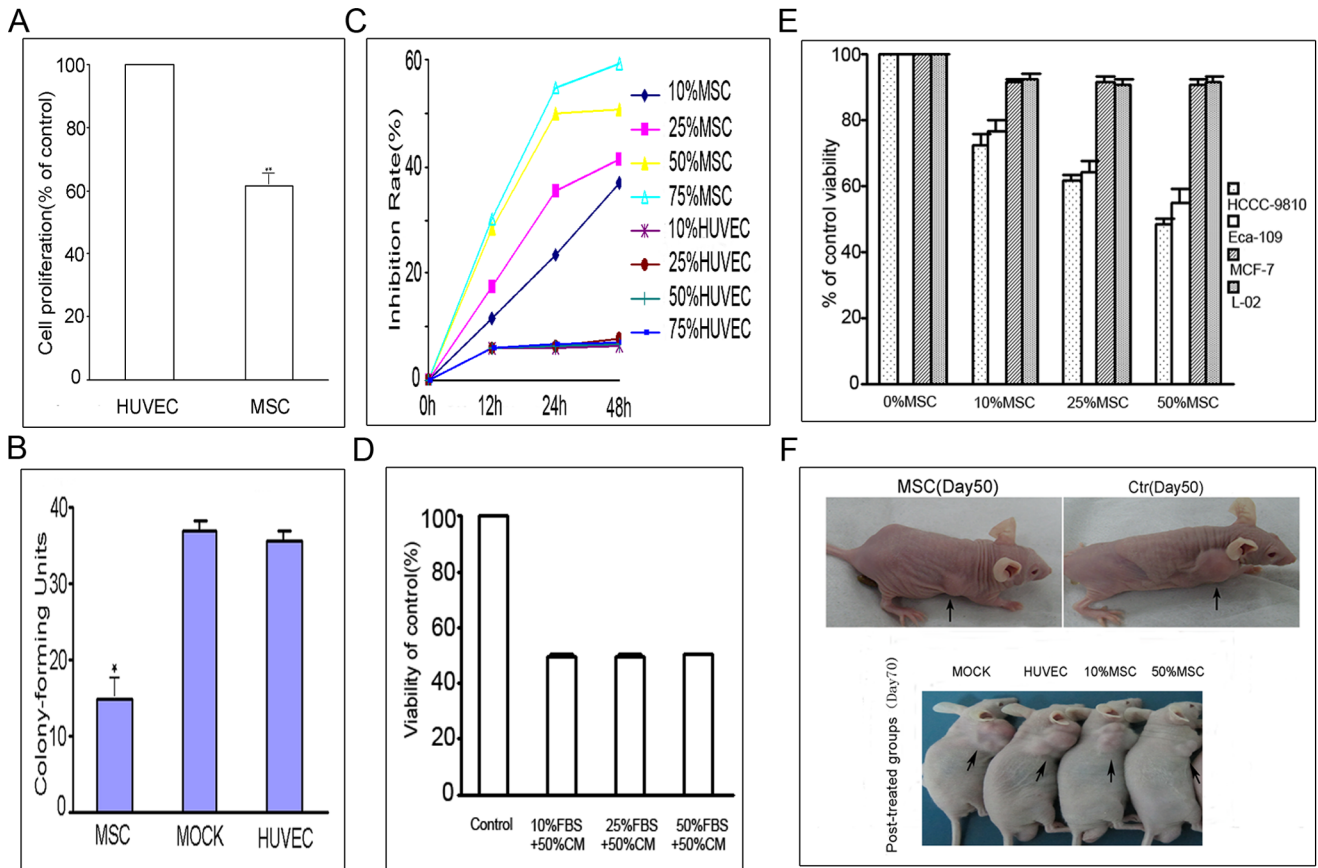 A
Cell proliferation(% of control)
100
80
60
40
20
0
**
HUVEC MSC
B
Colony-forming Units
40
30
20
10
0
*
MSC MOCK HUVEC
C
Inhibition Rate(%)
60
40
20
0
0h 12h 24h 48h
10%MSC
25%MSC
50%MSC
75%MSC
10%HUVEC
25%HUVEC
50%HUVEC
75%HUVEC
D
Viability of control(%)
100
80
60
40
20
0
Control 10%FBS 25%FBS 50%FBS
+50%CM +50%CM +50%CM
E
% of control viability
100
80
60
40
20
0
0%MSC 10%MSC 25%MSC 50%MSC
HCCC-9810
Eca-109
MCF-7
L-02
F
MSC(Day50) Ctr(Day50)
Post-treated groups (Day70)
MOCK HUVEC 10%MSC 50%MSC